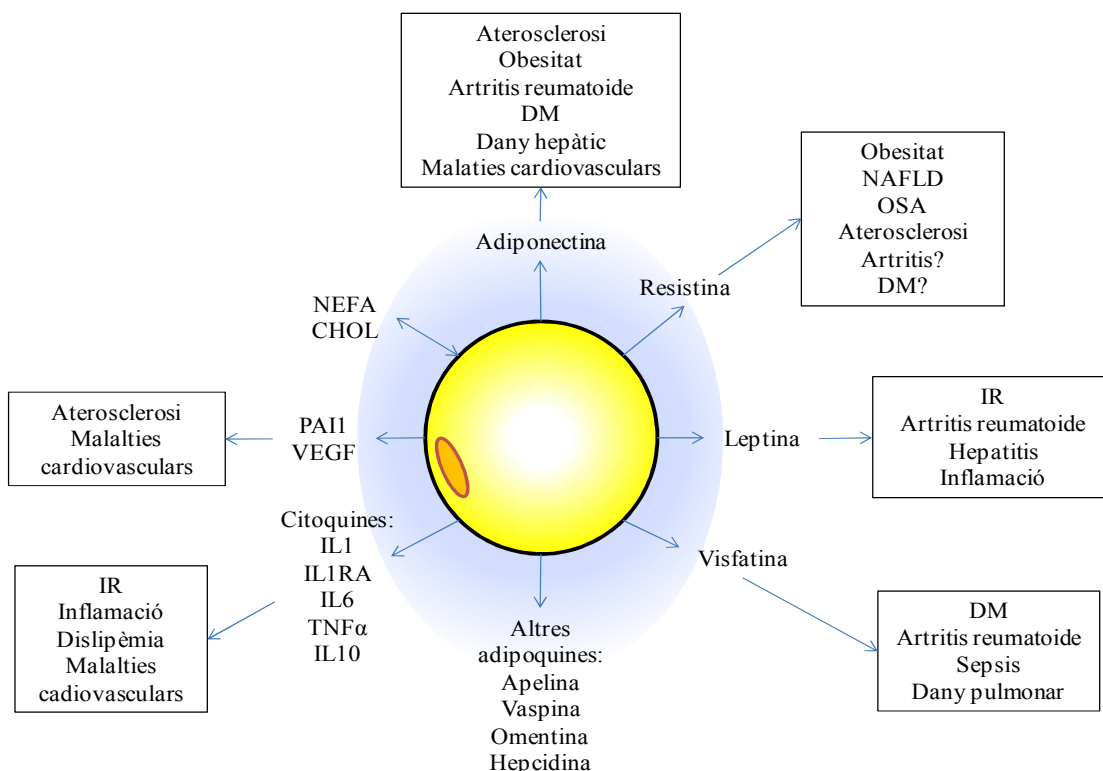 Aterosclerosi
Obesitat
Artritis reumatoide
DM
Dany hepàtic
Malaties cardiovasculars
Obesitat
NAFLD
OSA
Aterosclerosi
Artritis?
DM?
Adiponectina
Resistina
NEFA
CHOL
Aterosclerosi
Malalties
cardiovasculars
PAI1
VEGF
Leptina
IR
Artritis reumatoide
Hepatitis
Inflamació
Citoquines:
IL1
IL1RA
IL6
TNFα
IL10
Visfatina
IR
Inflamació
Dislipèmia
Malalties
cadiovasculars
Altres
adipoquines:
Apelina
Vaspina
Omentina
Hepcidina
DM
Artritis reumatoide
Sepsis
Dany pulmonar